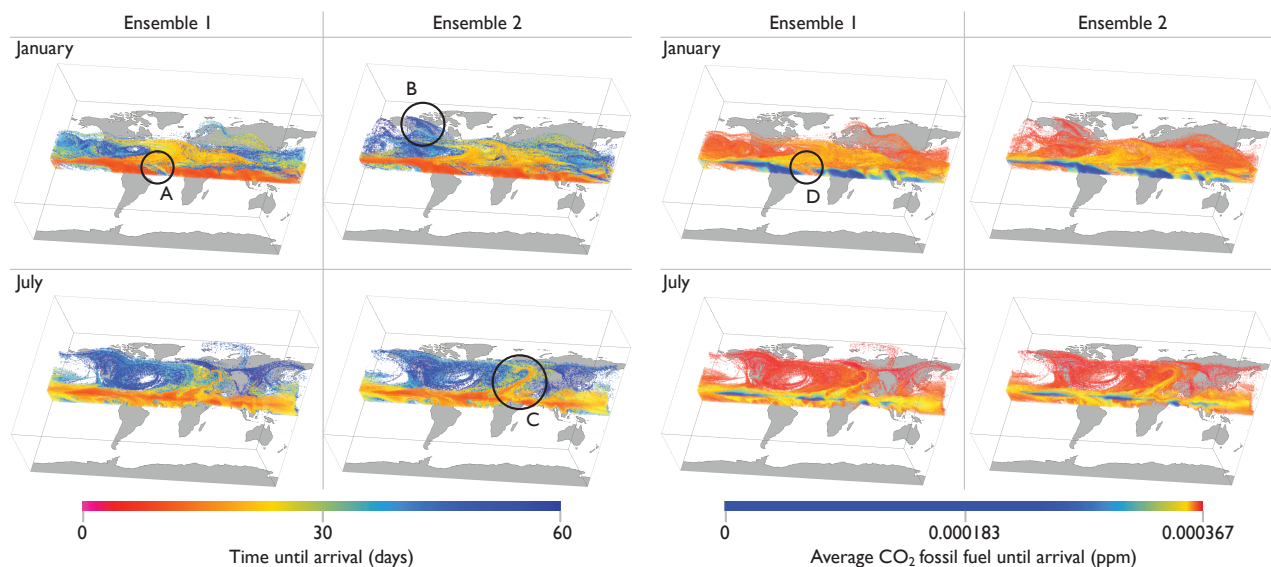 Ensemble 1
Ensemble 2
January
B
A
July
C
0
30
60
Time until arrival (days)
Ensemble 1
Ensemble 2
January
D
July
0
0.000183
0.000367
Average CO₂ fossil fuel until arrival (ppm)